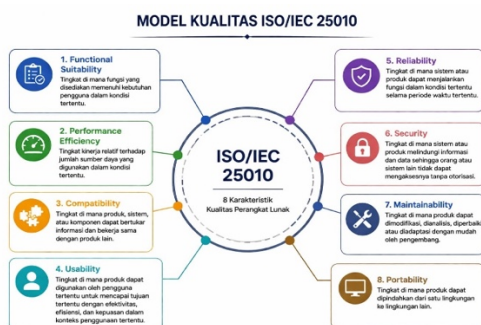 MODEL KUALITAS ISO/IEC 25010
1. Functional
Suitability
Tingkat di mana fungsi yang
disediakan memenuhi kebutuhan
pengguna dalam kondisi
tertentu.
2. Performance
Efficiency
Tingkat kinerja relatif terhadap
jumlah sumber daya yang
digunakan dalam kondisi
tertentu.
3. Compatibility
Tingkat di mana produk, sistem,
atau komponen dapat bertukar
informasi dan bekerja sama
dengan produk lain.
4. Usability
Tingkat di mana produk dapat
digunakan oleh pengguna
tertentu untuk mencapai tujuan
tertentu dengan efektivitas,
efisiensi, dan kepuasan dalam
konteks penggunaan tertentu.
ISO/IEC
25010
8 Karakteristik
Kualitas Perangkat Lunak
5. Reliability
Tingkat di mana sistem atau
produk dapat menjalankan
fungsi dalam kondisi tertentu
selama periode waktu tertentu.
6. Security
Tingkat di mana sistem atau
produk melindungi informasi
dan data sehingga orang atau
sistem lain tidak dapat
mengaksesnya tanpa otorisasi.
7. Maintainability
Tingkat di mana produk dapat
dimodifikasi, dianalisis, diperbaiki
atau diadaptasi dengan mudah
oleh pengembang.
8. Portability
Tingkat di mana produk dapat
dipindahkan dari satu lingkungan
ke lingkungan lain.